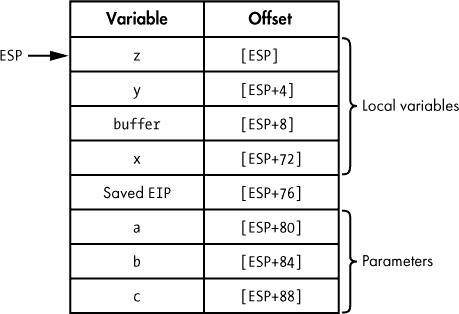 Variable Offset
ESP z [ESP]
y [ESP+4]
Local variables
buffer [ESP+8]
x [ESP+72]
Saved EIP [ESP+76]
a [ESP+80]
b [ESP+84] Parameters
c [ESP+88]